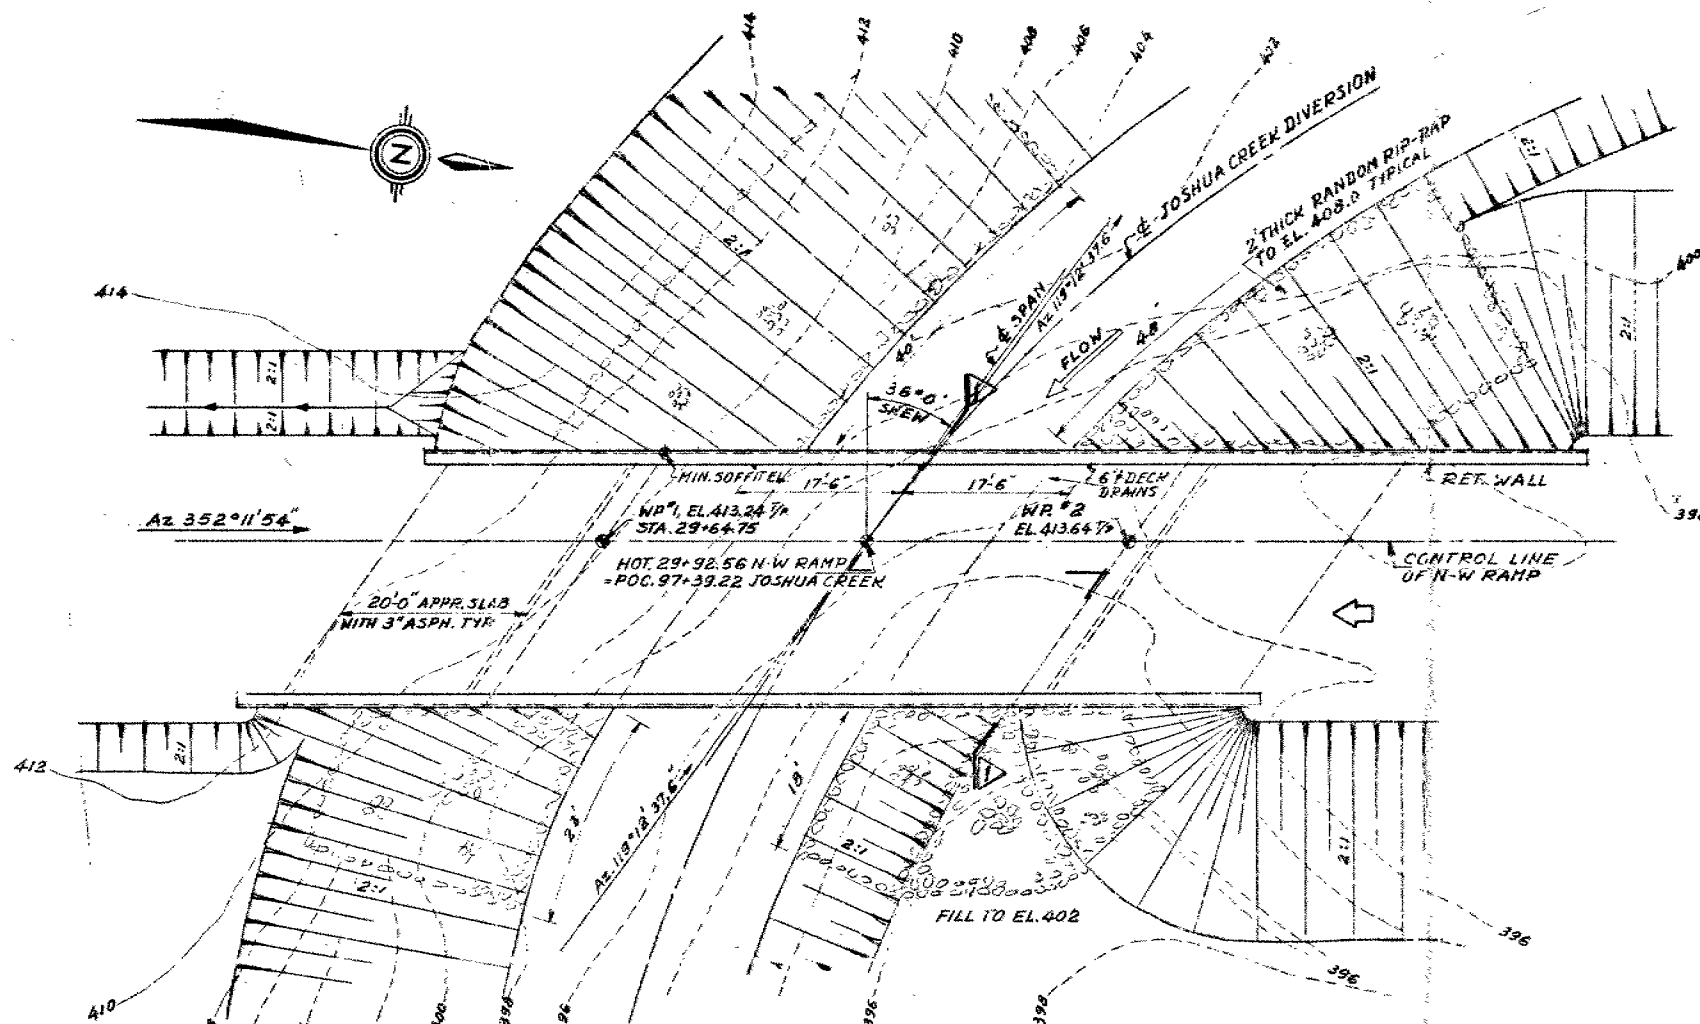 414
412
410
408
406
404
402
N
℄ JOSHUA CREEK DIVERSION
2' THICK RANDOM RIP-RAP
TO EL. 408.0 TYPICAL
2:1
2:1
400
414
℄ SPAN
AZ 119°12'37.6"
FLOW
48'
40'
2:1
2:1
2:1
2:1
36°0'
SKEW
1
MIN. SOFFIT EL.
17'-6"
17'-6"
6"⌀ DECK
DRAINS
RET. WALL
AZ 352°11'54"
WP#1, EL. 413.24 T/P
STA. 29+64.75
WP.#2
EL. 413.64 T/P
HOT. 29+92.56 N-W RAMP
=POC. 97+39.22 JOSHUA CREEK
CONTROL LINE
OF N-W RAMP
20'-0" APPR. SLAB
WITH 3" ASPH. TYP.
2:1
412
23'
AZ. 119°12'37.6"
18'
1
2:1
2:1
2:1
FILL TO EL. 402
396
396
410
398
396
398